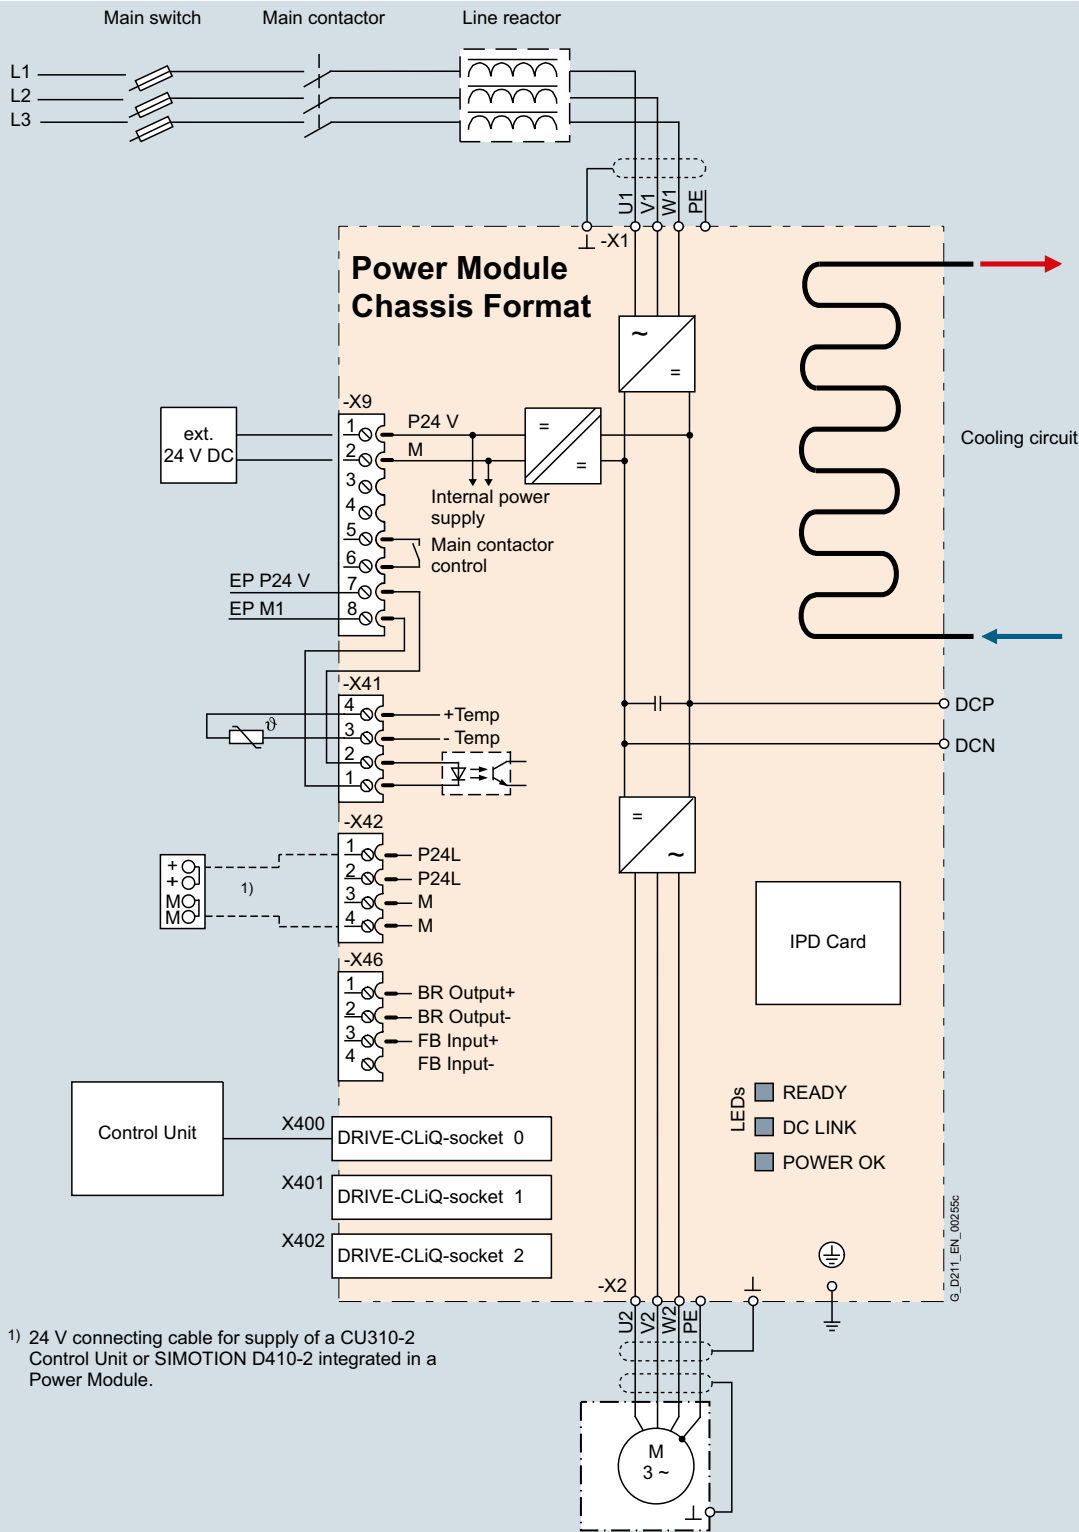 Main switch Main contactor Line reactor
L1
L2
L3
U1 V1 W1 PE
-X1
Power Module
Chassis Format
~
=
-X9
ext.
24 V DC
1 P24 V
2 M
3
4
5
6
7
8
=
=
Internal power
supply
Main contactor
control
EP P24 V
EP M1
Cooling circuit
-X41
4 +Temp
3 - Temp
2
1
ϑ
DCP
DCN
=
~
-X42
1 P24L
2 P24L
3 M
4 M
+
+
M
M
1)
IPD Card
-X46
1 BR Output+
2 BR Output-
3 FB Input+
4 FB Input-
Control Unit
X400 DRIVE-CLiQ-socket 0
X401 DRIVE-CLiQ-socket 1
X402 DRIVE-CLiQ-socket 2
LEDs
READY
DC LINK
POWER OK
G_D211_EN_00255c
-X2
U2 V2 W2 PE
1) 24 V connecting cable for supply of a CU310-2
Control Unit or SIMOTION D410-2 integrated in a
Power Module.
M
3 ~